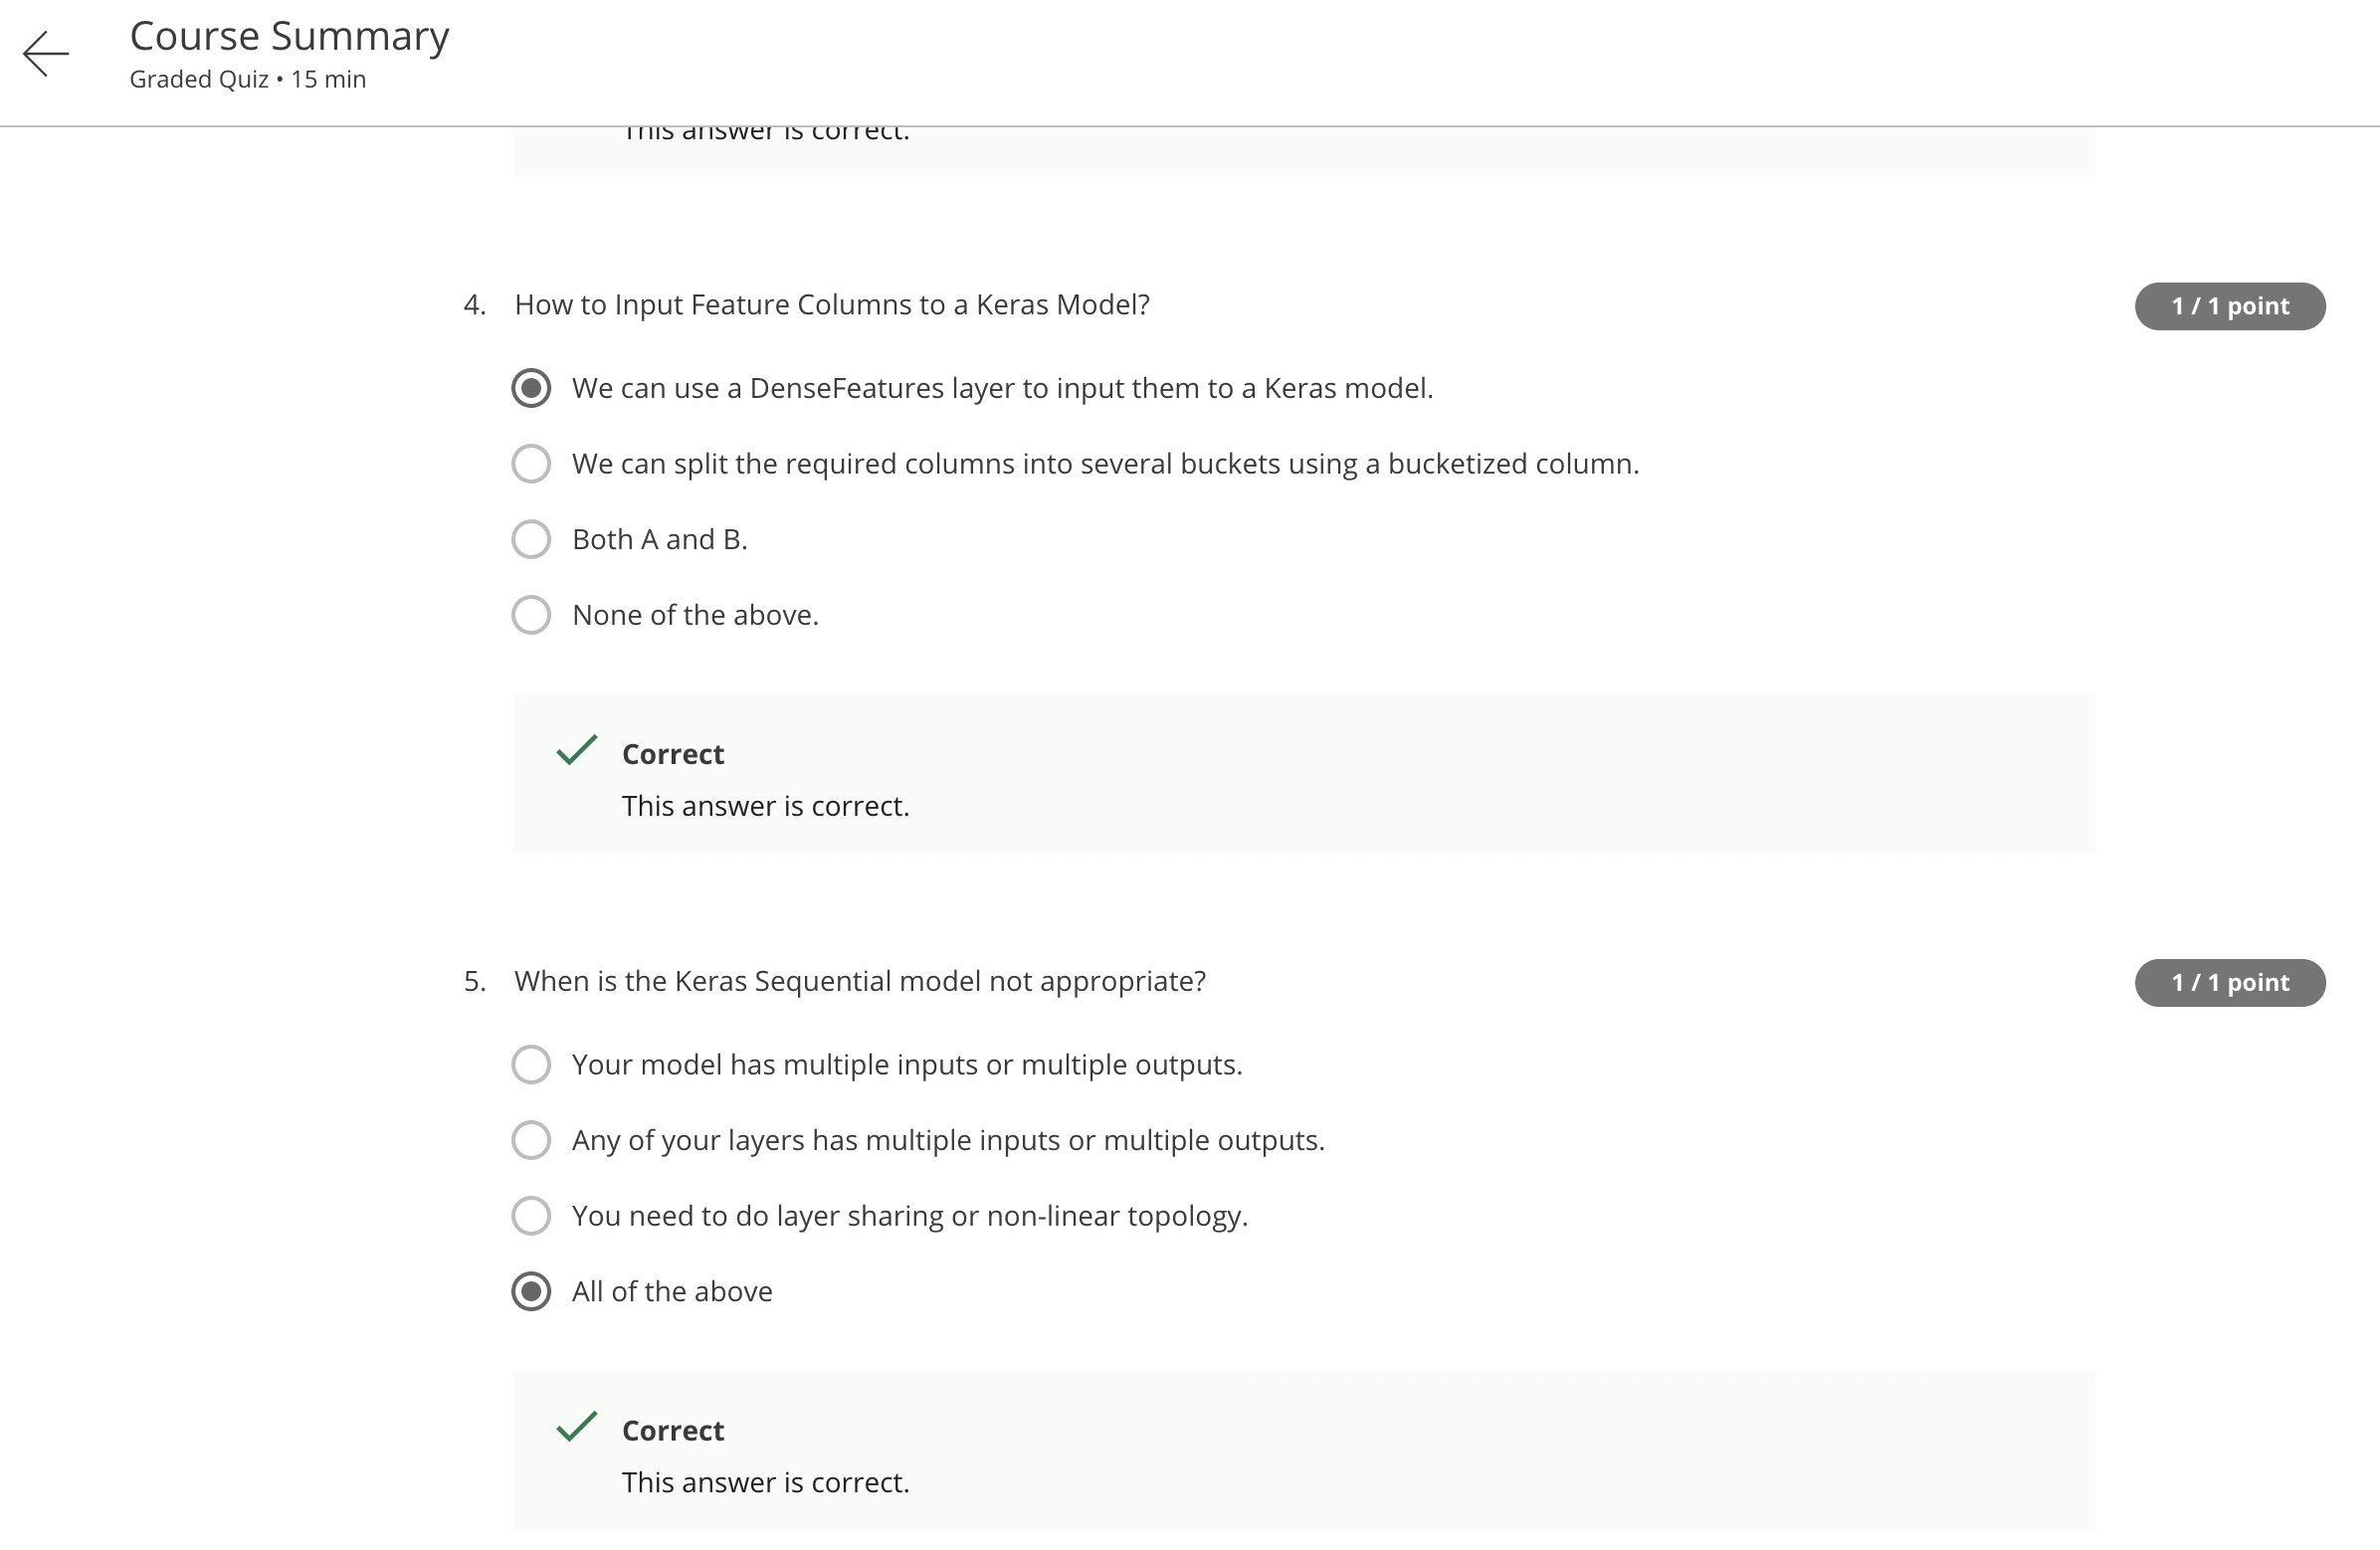 Course Summary
Graded Quiz • 15 min
This answer is correct.
4. How to Input Feature Columns to a Keras Model?
1 / 1 point
We can use a DenseFeatures layer to input them to a Keras model.
We can split the required columns into several buckets using a bucketized column.
Both A and B.
None of the above.
Correct
This answer is correct.
5. When is the Keras Sequential model not appropriate?
1 / 1 point
Your model has multiple inputs or multiple outputs.
Any of your layers has multiple inputs or multiple outputs.
You need to do layer sharing or non-linear topology.
All of the above
Correct
This answer is correct.